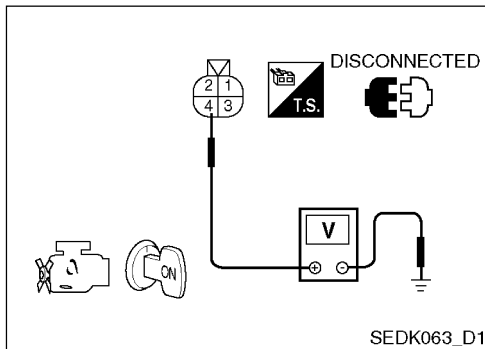 DISCONNECTED
2 1
4 3
T.S.
V
+ -
ON
SEDK063_D1